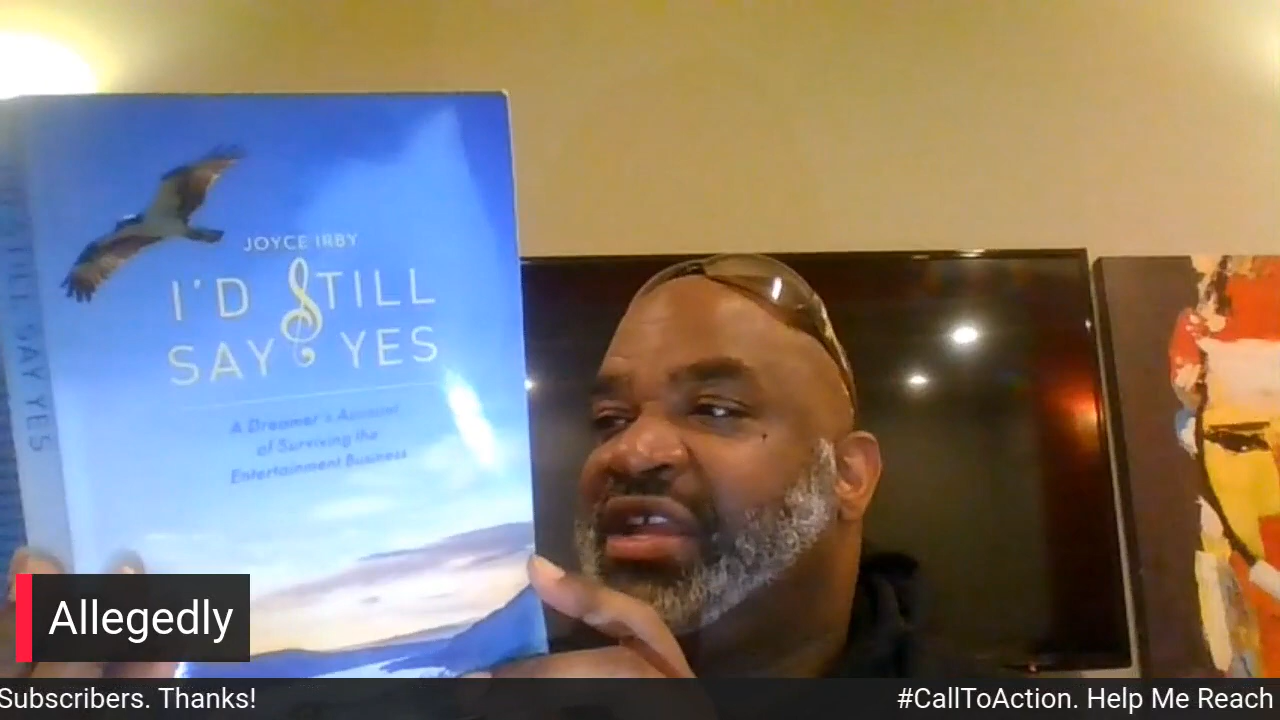 JOYCE IRBY
I'D STILL
SAY YES
A Dreamer's Account
of Surviving the
Entertainment Business
STILL SAY YES
Allegedly
Subscribers. Thanks!
#CallToAction. Help Me Reach